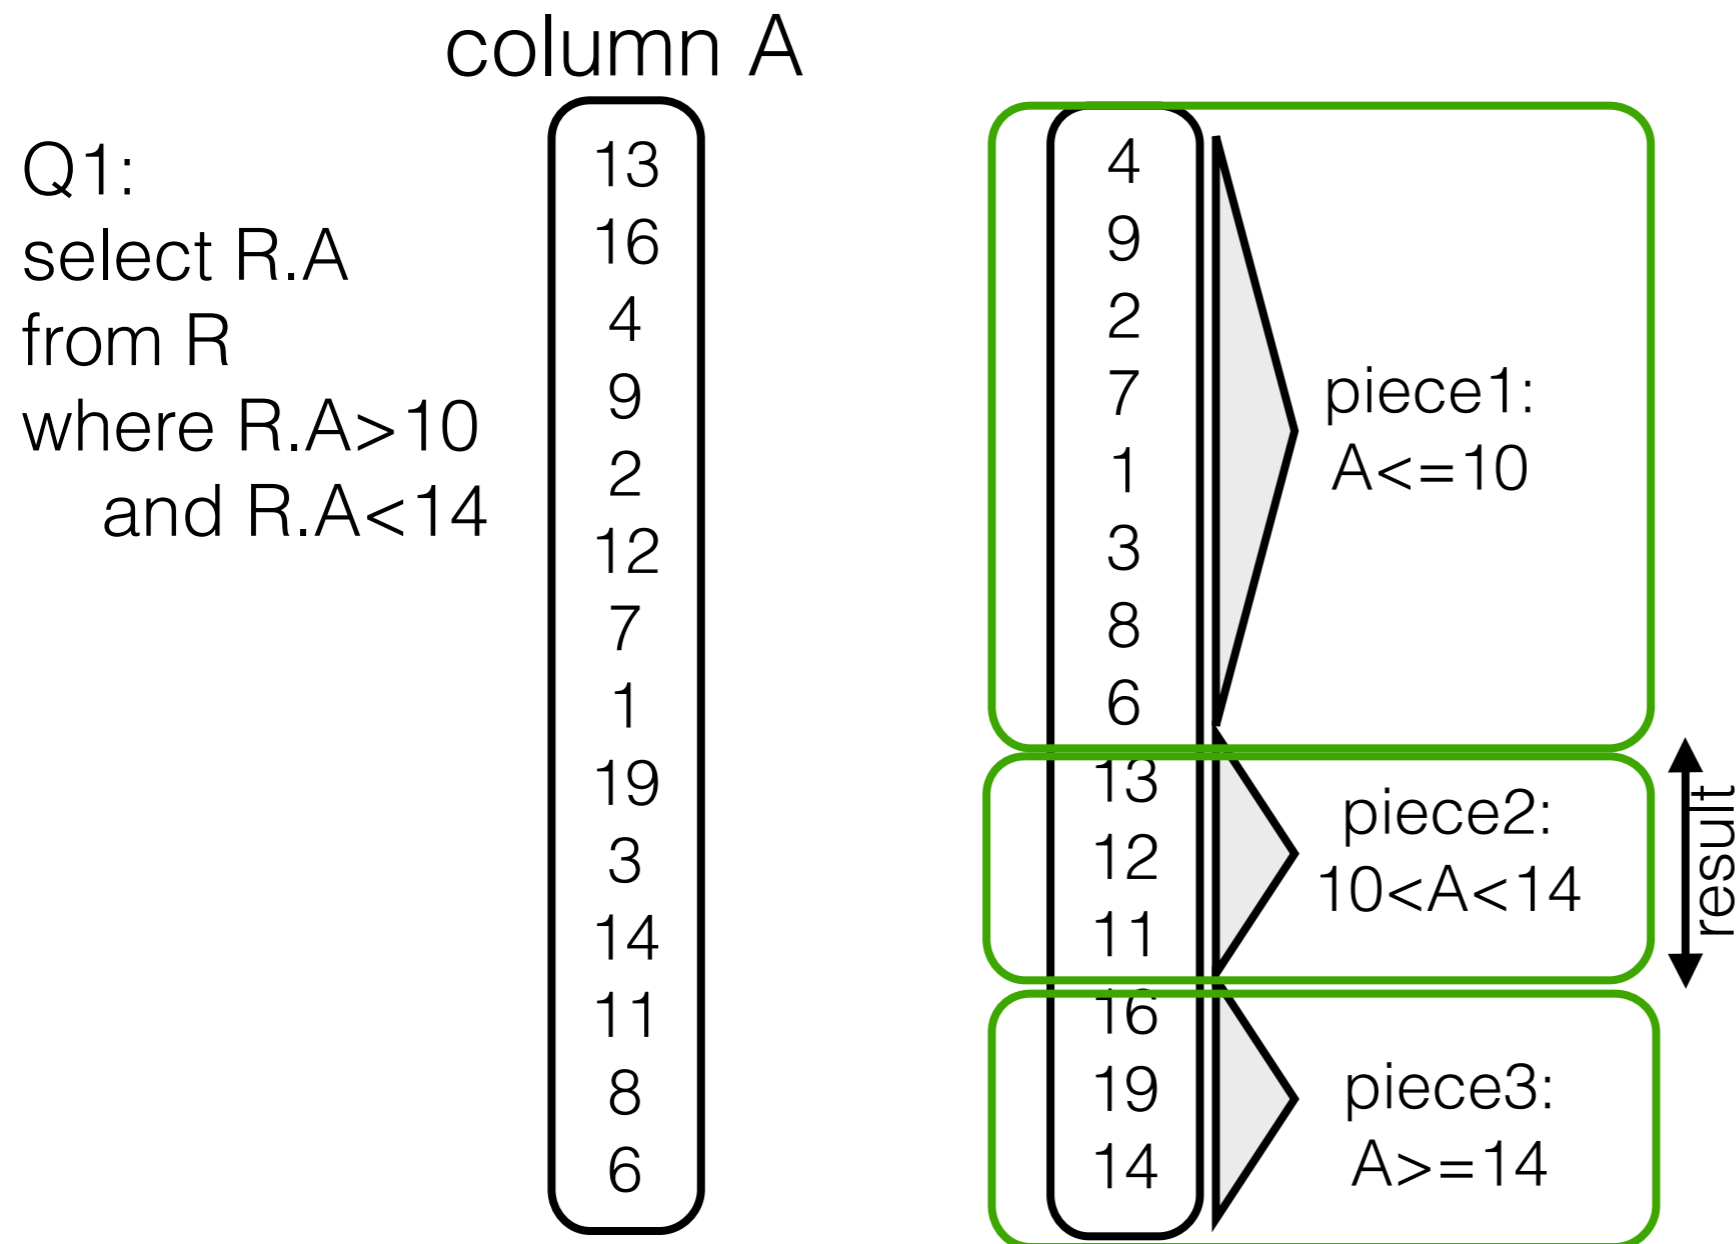 column A
Q1:
select R.A
from R
where R.A>10
and R.A<14
13
16
4
9
2
12
7
1
19
3
14
11
8
6
4
9
2
7
1
3
8
6
13
12
11
16
19
14
piece1:
A<=10
piece2:
10<A<14
piece3:
A>=14
result